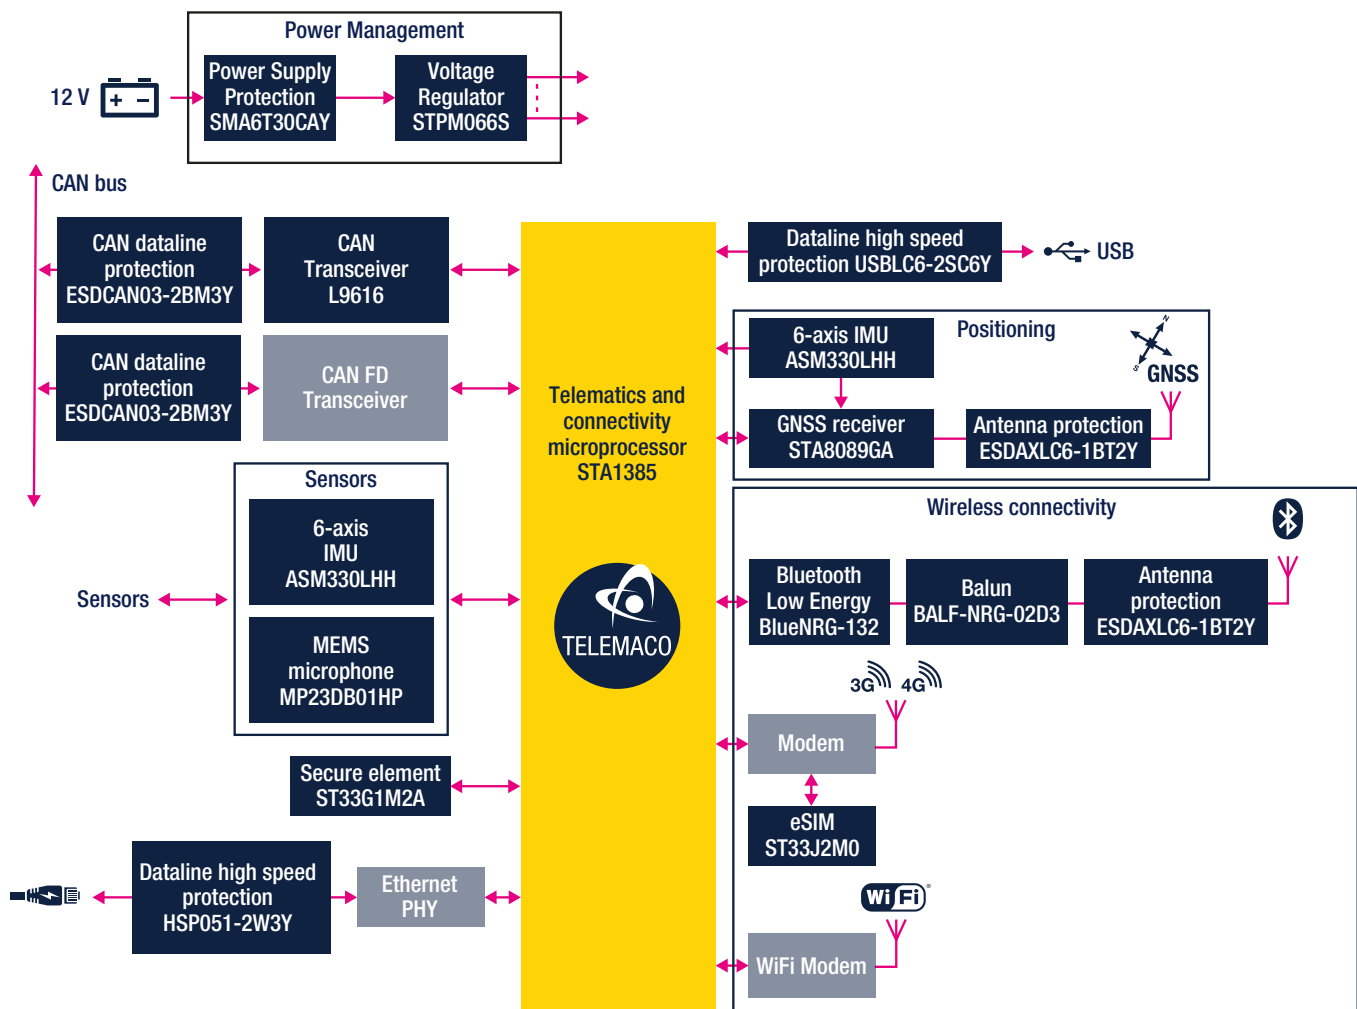 Power Management
12 V
Power Supply
Protection
SMA6T30CAY
Voltage
Regulator
STPM066S
CAN bus
CAN dataline
protection
ESDCAN03-2BM3Y
CAN
Transceiver
L9616
CAN dataline
protection
ESDCAN03-2BM3Y
CAN FD
Transceiver
Sensors
6-axis
IMU
ASM330LHH
MEMS
microphone
MP23DB01HP
Sensors
Secure element
ST33G1M2A
Dataline high speed
protection
HSP051-2W3Y
Ethernet
PHY
Telematics and
connectivity
microprocessor
STA1385
TELEMACO
Dataline high speed
protection USBLC6-2SC6Y
USB
Positioning
6-axis IMU
ASM330LHH
N
S
GNSS
GNSS receiver
STA8089GA
Antenna protection
ESDAXLC6-1BT2Y
Wireless connectivity
Bluetooth
Low Energy
BlueNRG-132
Balun
BALF-NRG-02D3
Antenna
protection
ESDAXLC6-1BT2Y
3G 4G
Modem
eSIM
ST33J2M0
Wi Fi
WiFi Modem